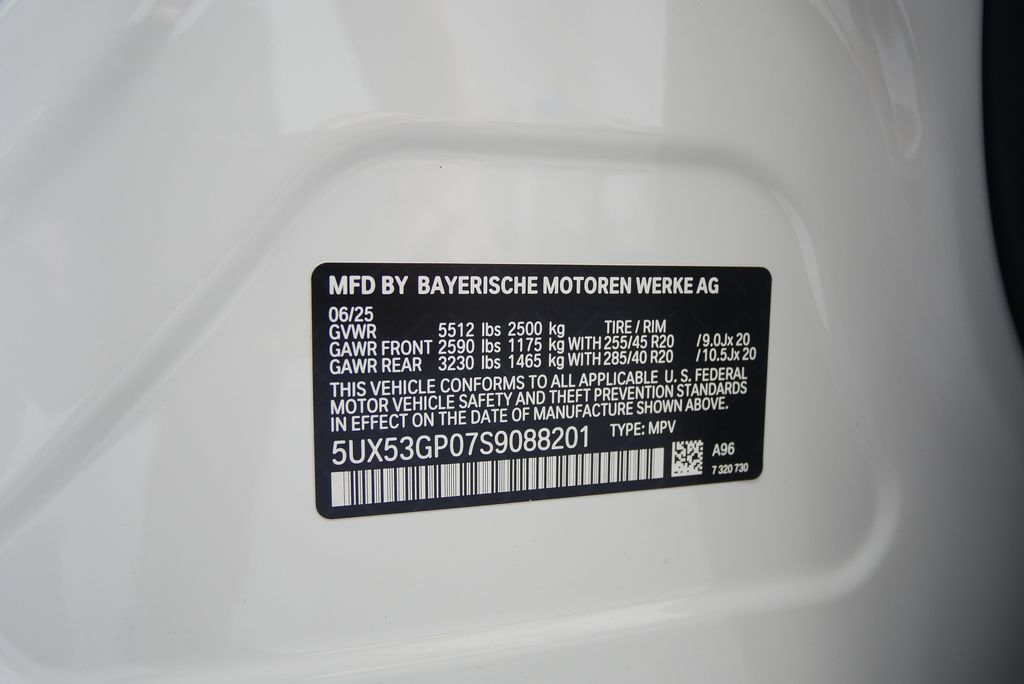 MFD BY BAYERISCHE MOTOREN WERKE AG
06/25
GVWR 5512 lbs 2500 kg TIRE / RIM
GAWR FRONT 2590 lbs 1175 kg WITH 255/45 R20 /9.0Jx 20
GAWR REAR 3230 lbs 1465 kg WITH 285/40 R20 /10.5Jx 20
THIS VEHICLE CONFORMS TO ALL APPLICABLE U. S. FEDERAL
MOTOR VEHICLE SAFETY AND THEFT PREVENTION STANDARDS
IN EFFECT ON THE DATE OF MANUFACTURE SHOWN ABOVE.
5UX53GP07S9088201 TYPE: MPV
A96
7 320 730